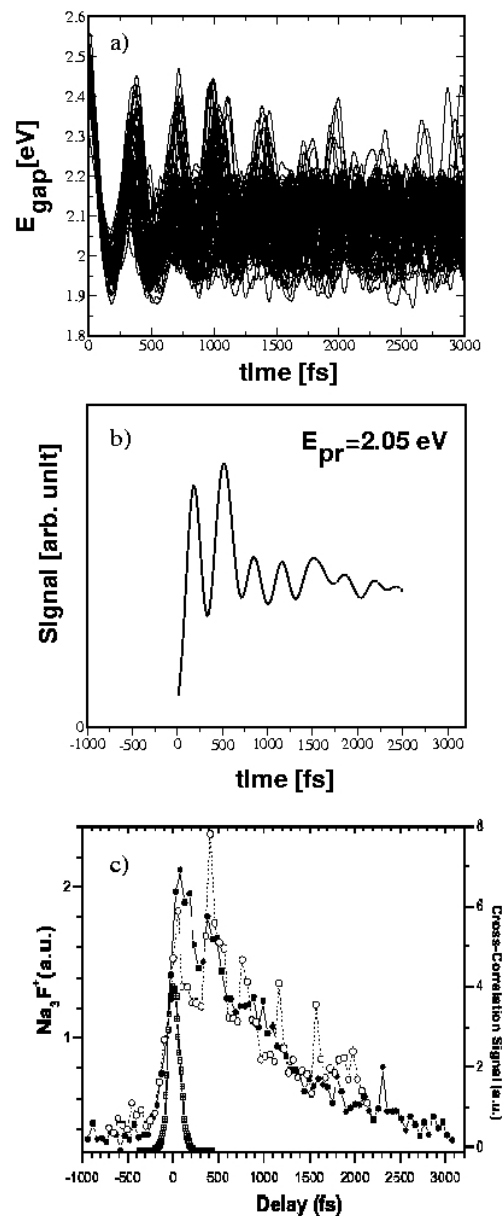 a)
E gap [eV]
2.6
2.5
2.4
2.3
2.2
2.1
2
1.9
1.8
0 500 1000 1500 2000 2500 3000
tIme [fs]
b)
E pr =2.05 eV
SIgnal [arb. unIt]
0
-1000 -500 0 500 1000 1500 2000 2500 3000
tIme [fs]
c)
Na3F+(a.u.)
2
1
8
6
4
2
0
Cross-Correlation Signal (a.u.)
-1000 -500 0 500 1000 1500 2000 2500 3000
Delay (fs)